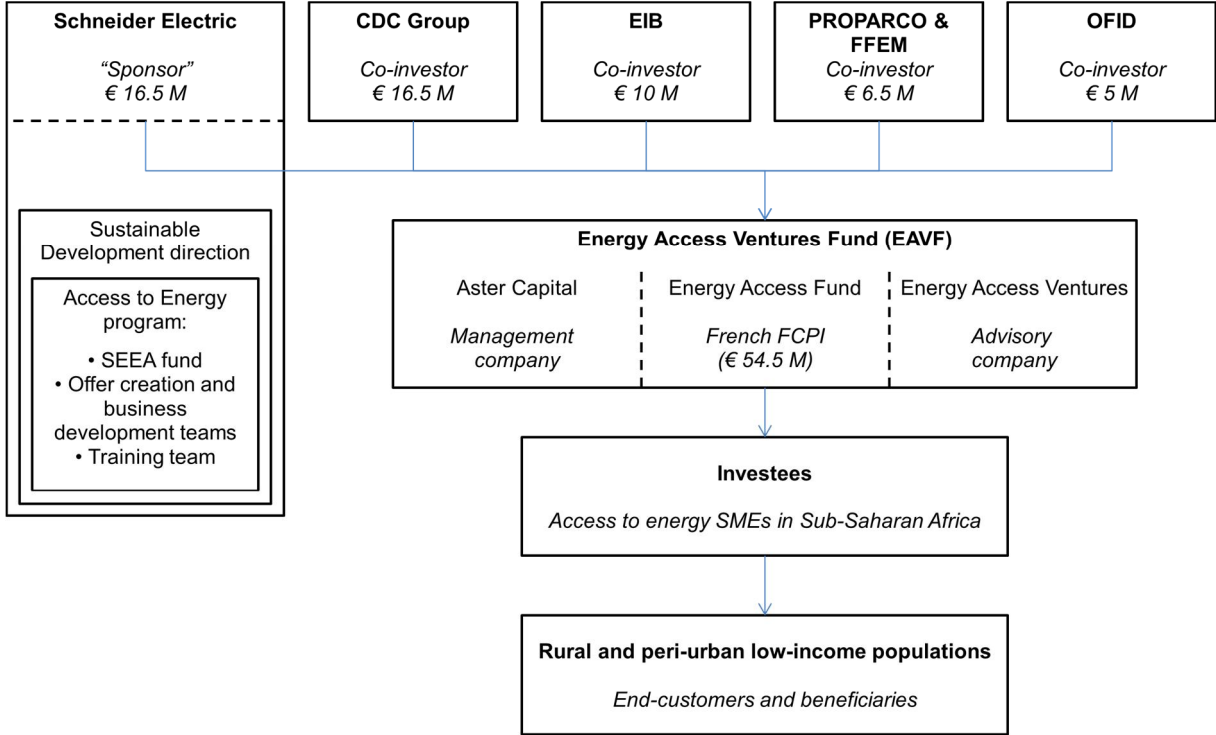 Schneider Electric
"Sponsor"
€ 16.5 M
CDC Group
Co-investor
€ 16.5 M
EIB
Co-investor
€ 10 M
PROPARCO &
FFEM
Co-investor
€ 6.5 M
OFID
Co-investor
€ 5 M
Sustainable
Development direction
Access to Energy
program:
• SEEA fund
• Offer creation and
business
development teams
• Training team
Energy Access Ventures Fund (EAVF)
Aster Capital
Management
company
Energy Access Fund
French FCPI
(€ 54.5 M)
Energy Access Ventures
Advisory
company
Investees
Access to energy SMEs in Sub-Saharan Africa
Rural and peri-urban low-income populations
End-customers and beneficiaries